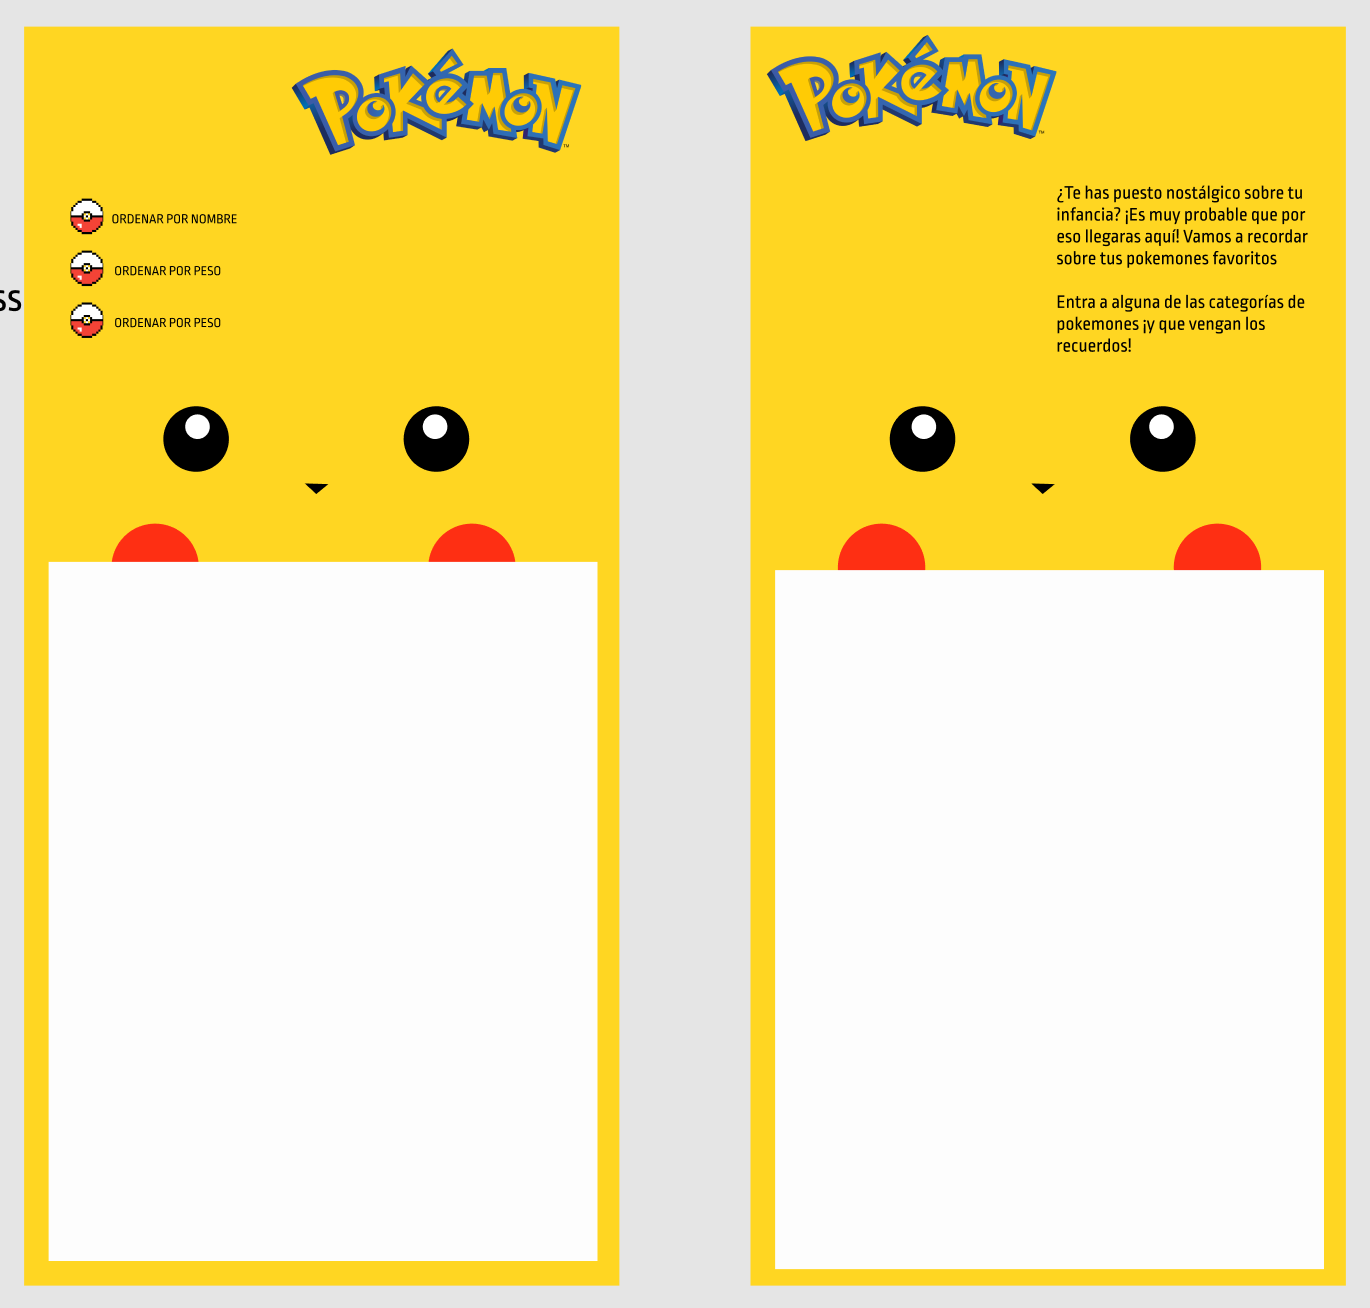 SS
POKéMON
™
ORDENAR POR NOMBRE
ORDENAR POR PESO
ORDENAR POR PESO
POKéMON
™
¿Te has puesto nostálgico sobre tu
infancia? ¡Es muy probable que por
eso llegaras aquí! Vamos a recordar
sobre tus pokemones favoritos
Entra a alguna de las categorías de
pokemones ¡y que vengan los
recuerdos!